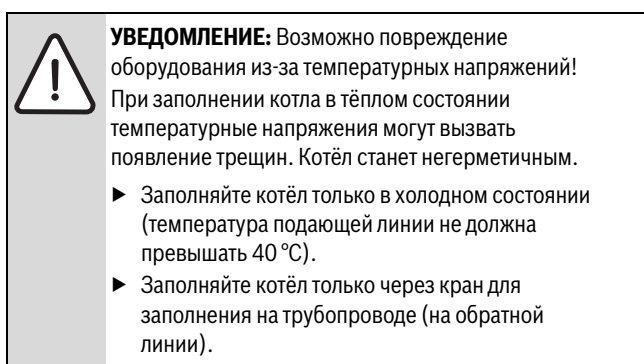 УВЕДОМЛЕНИЕ: Возможно повреждение
оборудования из-за температурных напряжений!
При заполнении котла в тёплом состоянии
температурные напряжения могут вызвать
появление трещин. Котёл станет негерметичным.
▶ Заполняйте котёл только в холодном состоянии
(температура подающей линии не должна
превышать 40 °C).
▶ Заполняйте котёл только через кран для
заполнения на трубопроводе (на обратной
линии).